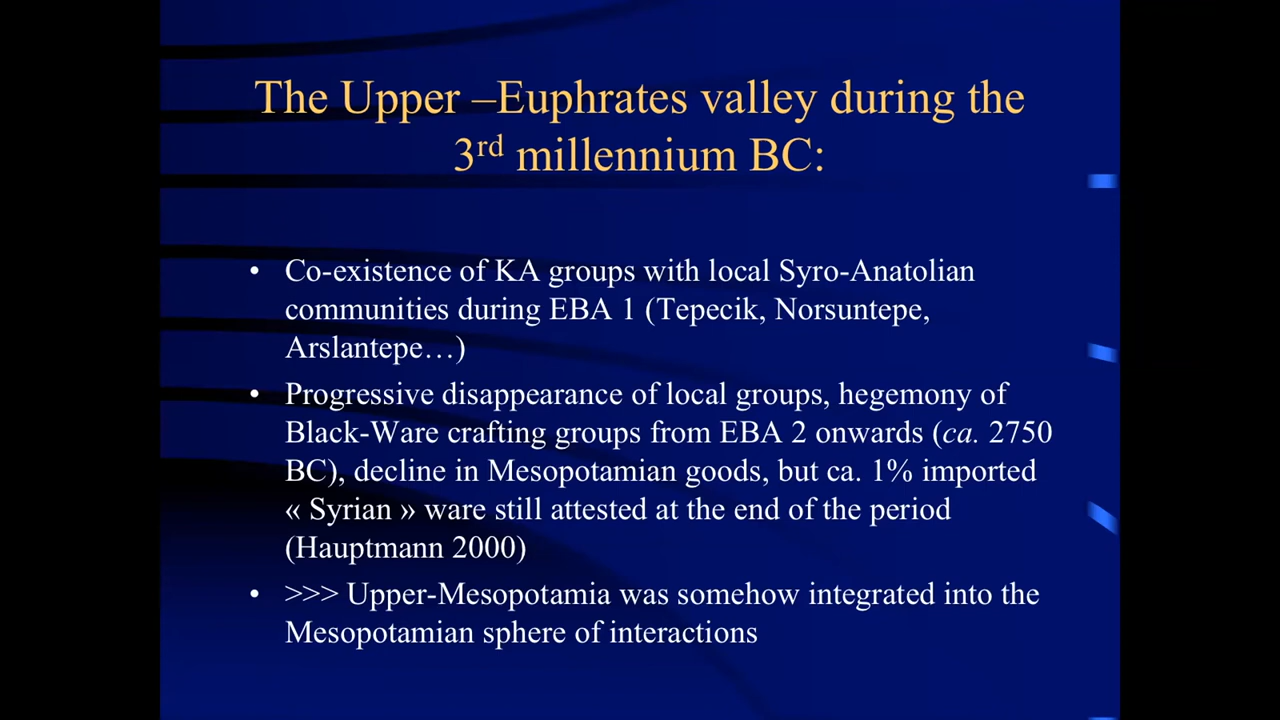 The Upper –Euphrates valley during the
3rd millennium BC:
• Co-existence of KA groups with local Syro-Anatolian
communities during EBA 1 (Tepecik, Norsuntepe,
Arslantepe…)
• Progressive disappearance of local groups, hegemony of
Black-Ware crafting groups from EBA 2 onwards (ca. 2750
BC), decline in Mesopotamian goods, but ca. 1% imported
« Syrian » ware still attested at the end of the period
(Hauptmann 2000)
• >>> Upper-Mesopotamia was somehow integrated into the
Mesopotamian sphere of interactions